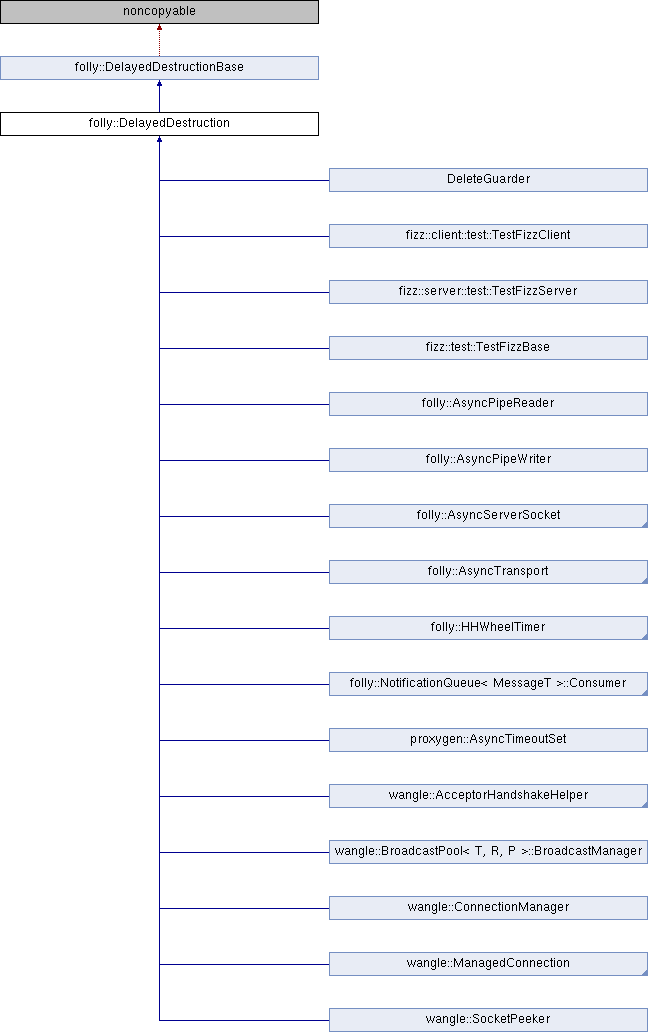 noncopyable
folly::DelayedDestructionBase
folly::DelayedDestruction
DeleteGuarder
fizz::client::test::TestFizzClient
fizz::server::test::TestFizzServer
fizz::test::TestFizzBase
folly::AsyncPipeReader
folly::AsyncPipeWriter
folly::AsyncServerSocket
folly::AsyncTransport
folly::HHWheelTimer
folly::NotificationQueue< MessageT >::Consumer
proxygen::AsyncTimeoutSet
wangle::AcceptorHandshakeHelper
wangle::BroadcastPool< T, R, P >::BroadcastManager
wangle::ConnectionManager
wangle::ManagedConnection
wangle::SocketPeeker